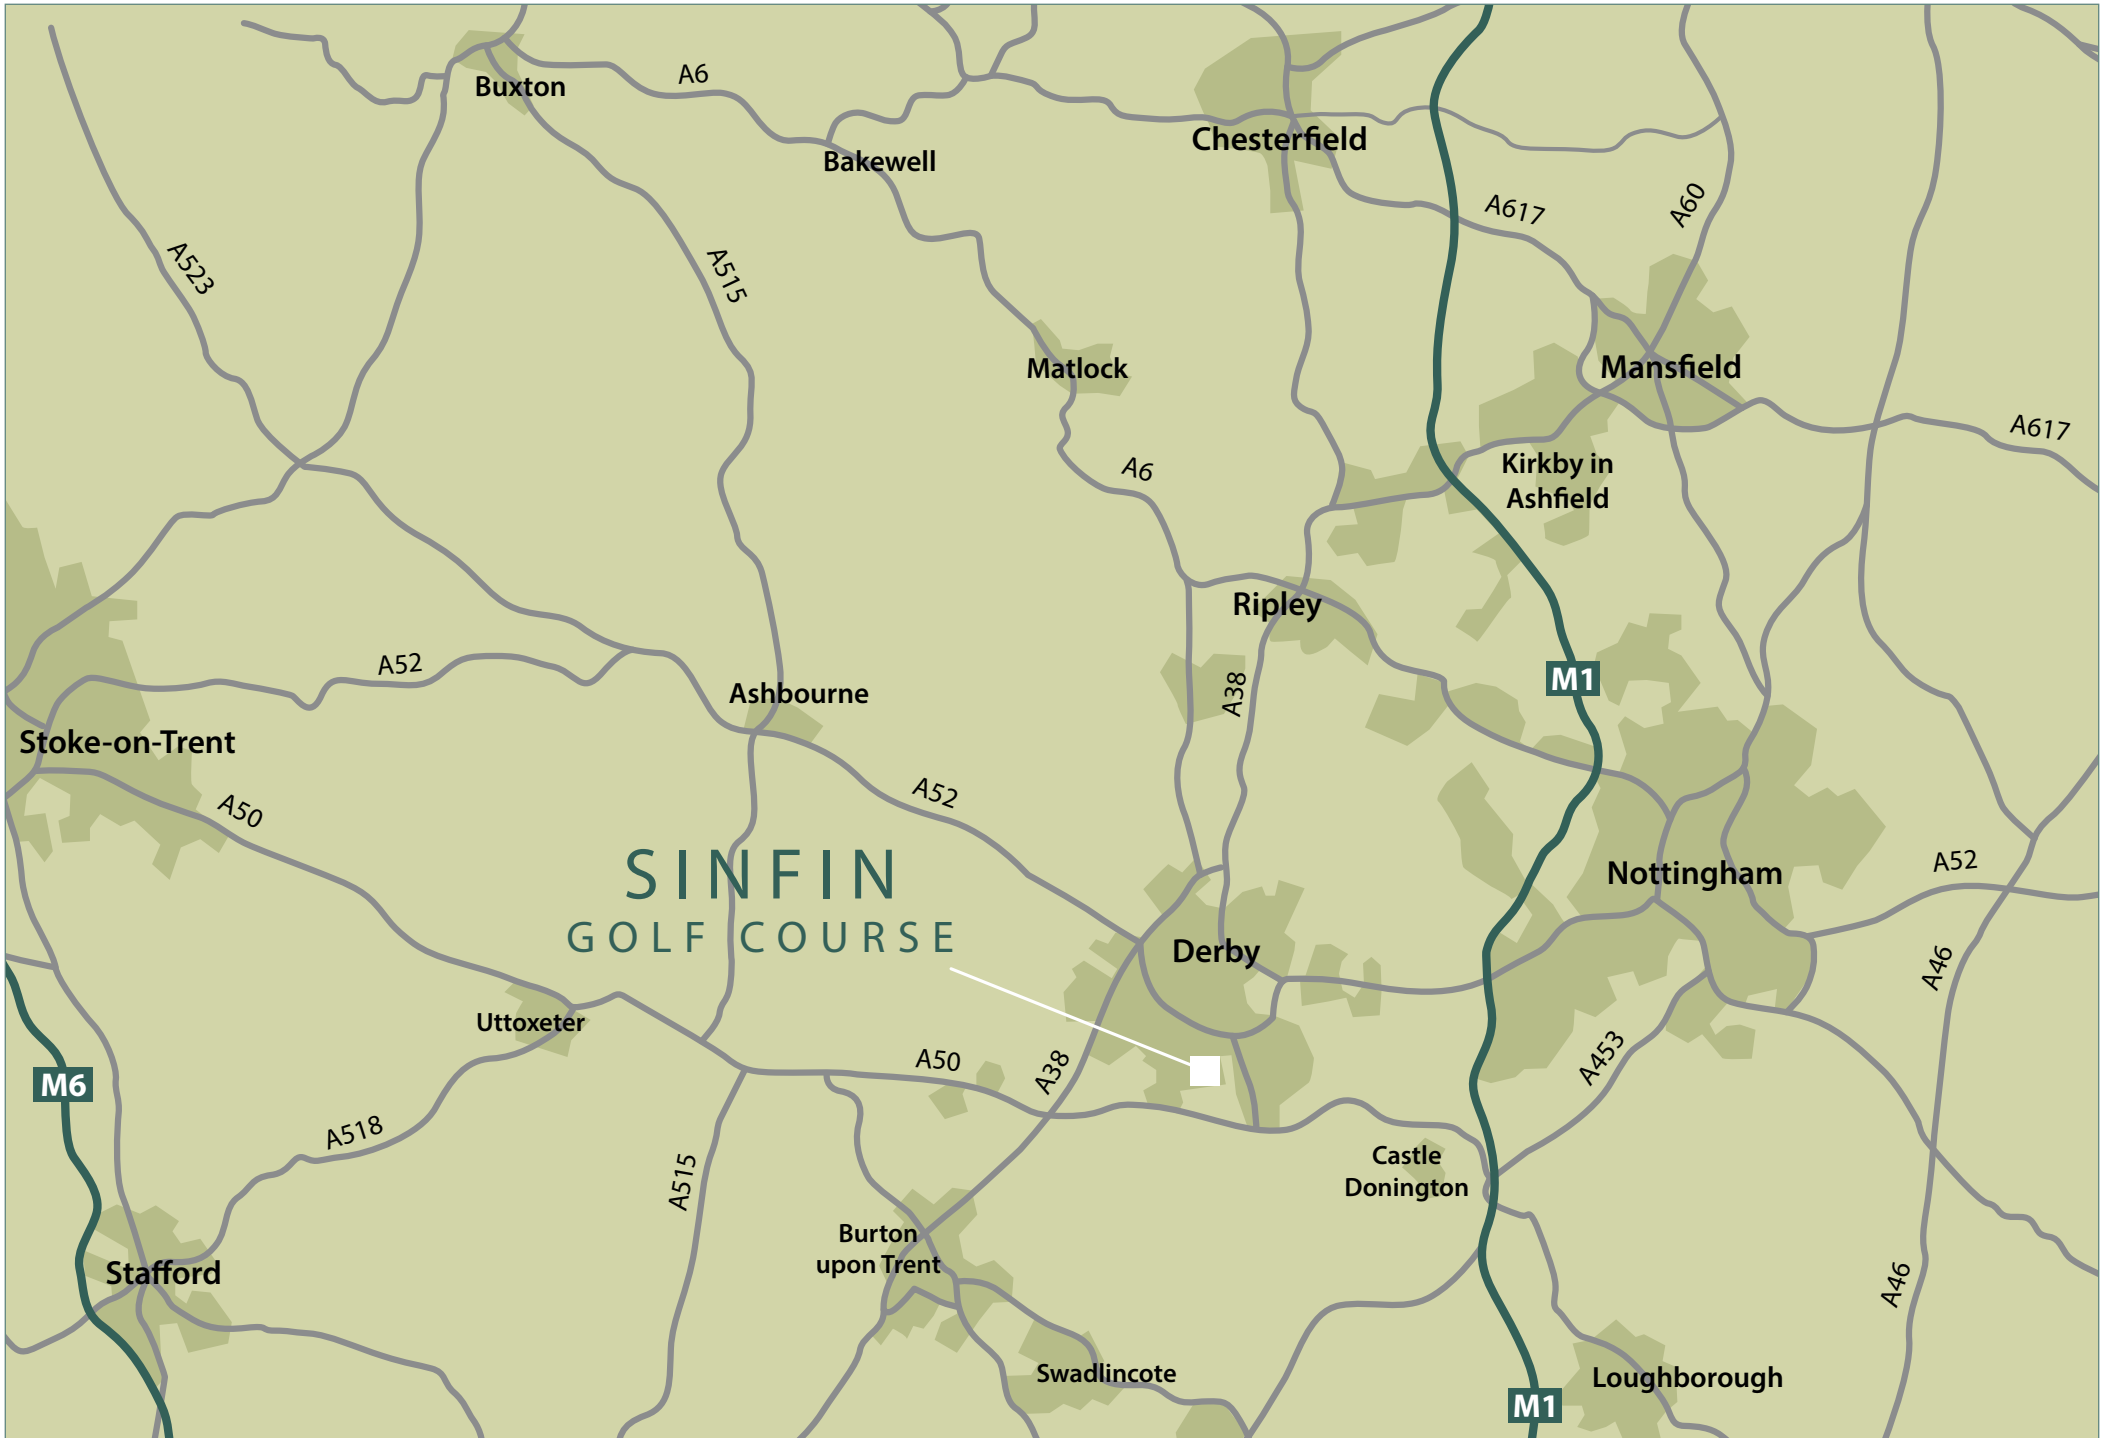 A6
Buxton
Bakewell
Chesterfield
A617
A60
A523
A515
Matlock
Mansfield
A617
A6
Kirkby in
Ashfield
Ripley
A52
A38
M1
Ashbourne
Stoke-on-Trent
A50
A52
SINFIN
GOLF COURSE
Nottingham
A52
Derby
A46
Uttoxeter
A50
A38
A453
M6
A518
A515
Castle
Donington
Burton
upon Trent
Stafford
A46
Swadlincote
Loughborough
M1